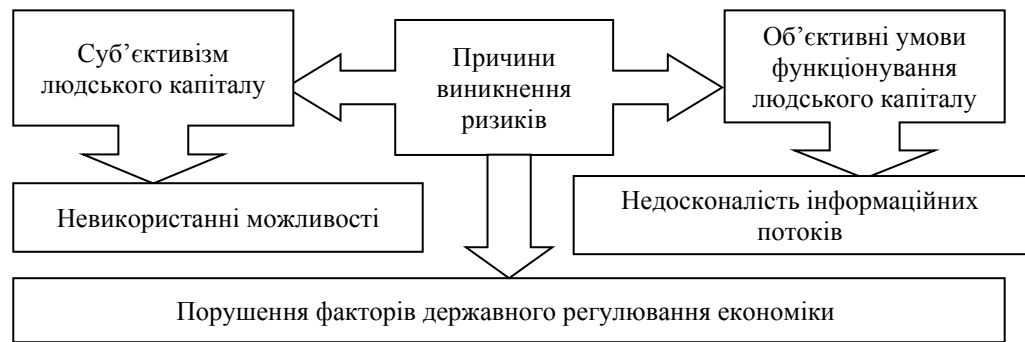 Суб’єктивізм
людського капіталу
Причини
виникнення
ризиків
Об’єктивні умови
функціонування
людського капіталу
Невикористанні можливості
Недосконалість інформаційних
потоків
Порушення факторів державного регулювання економіки